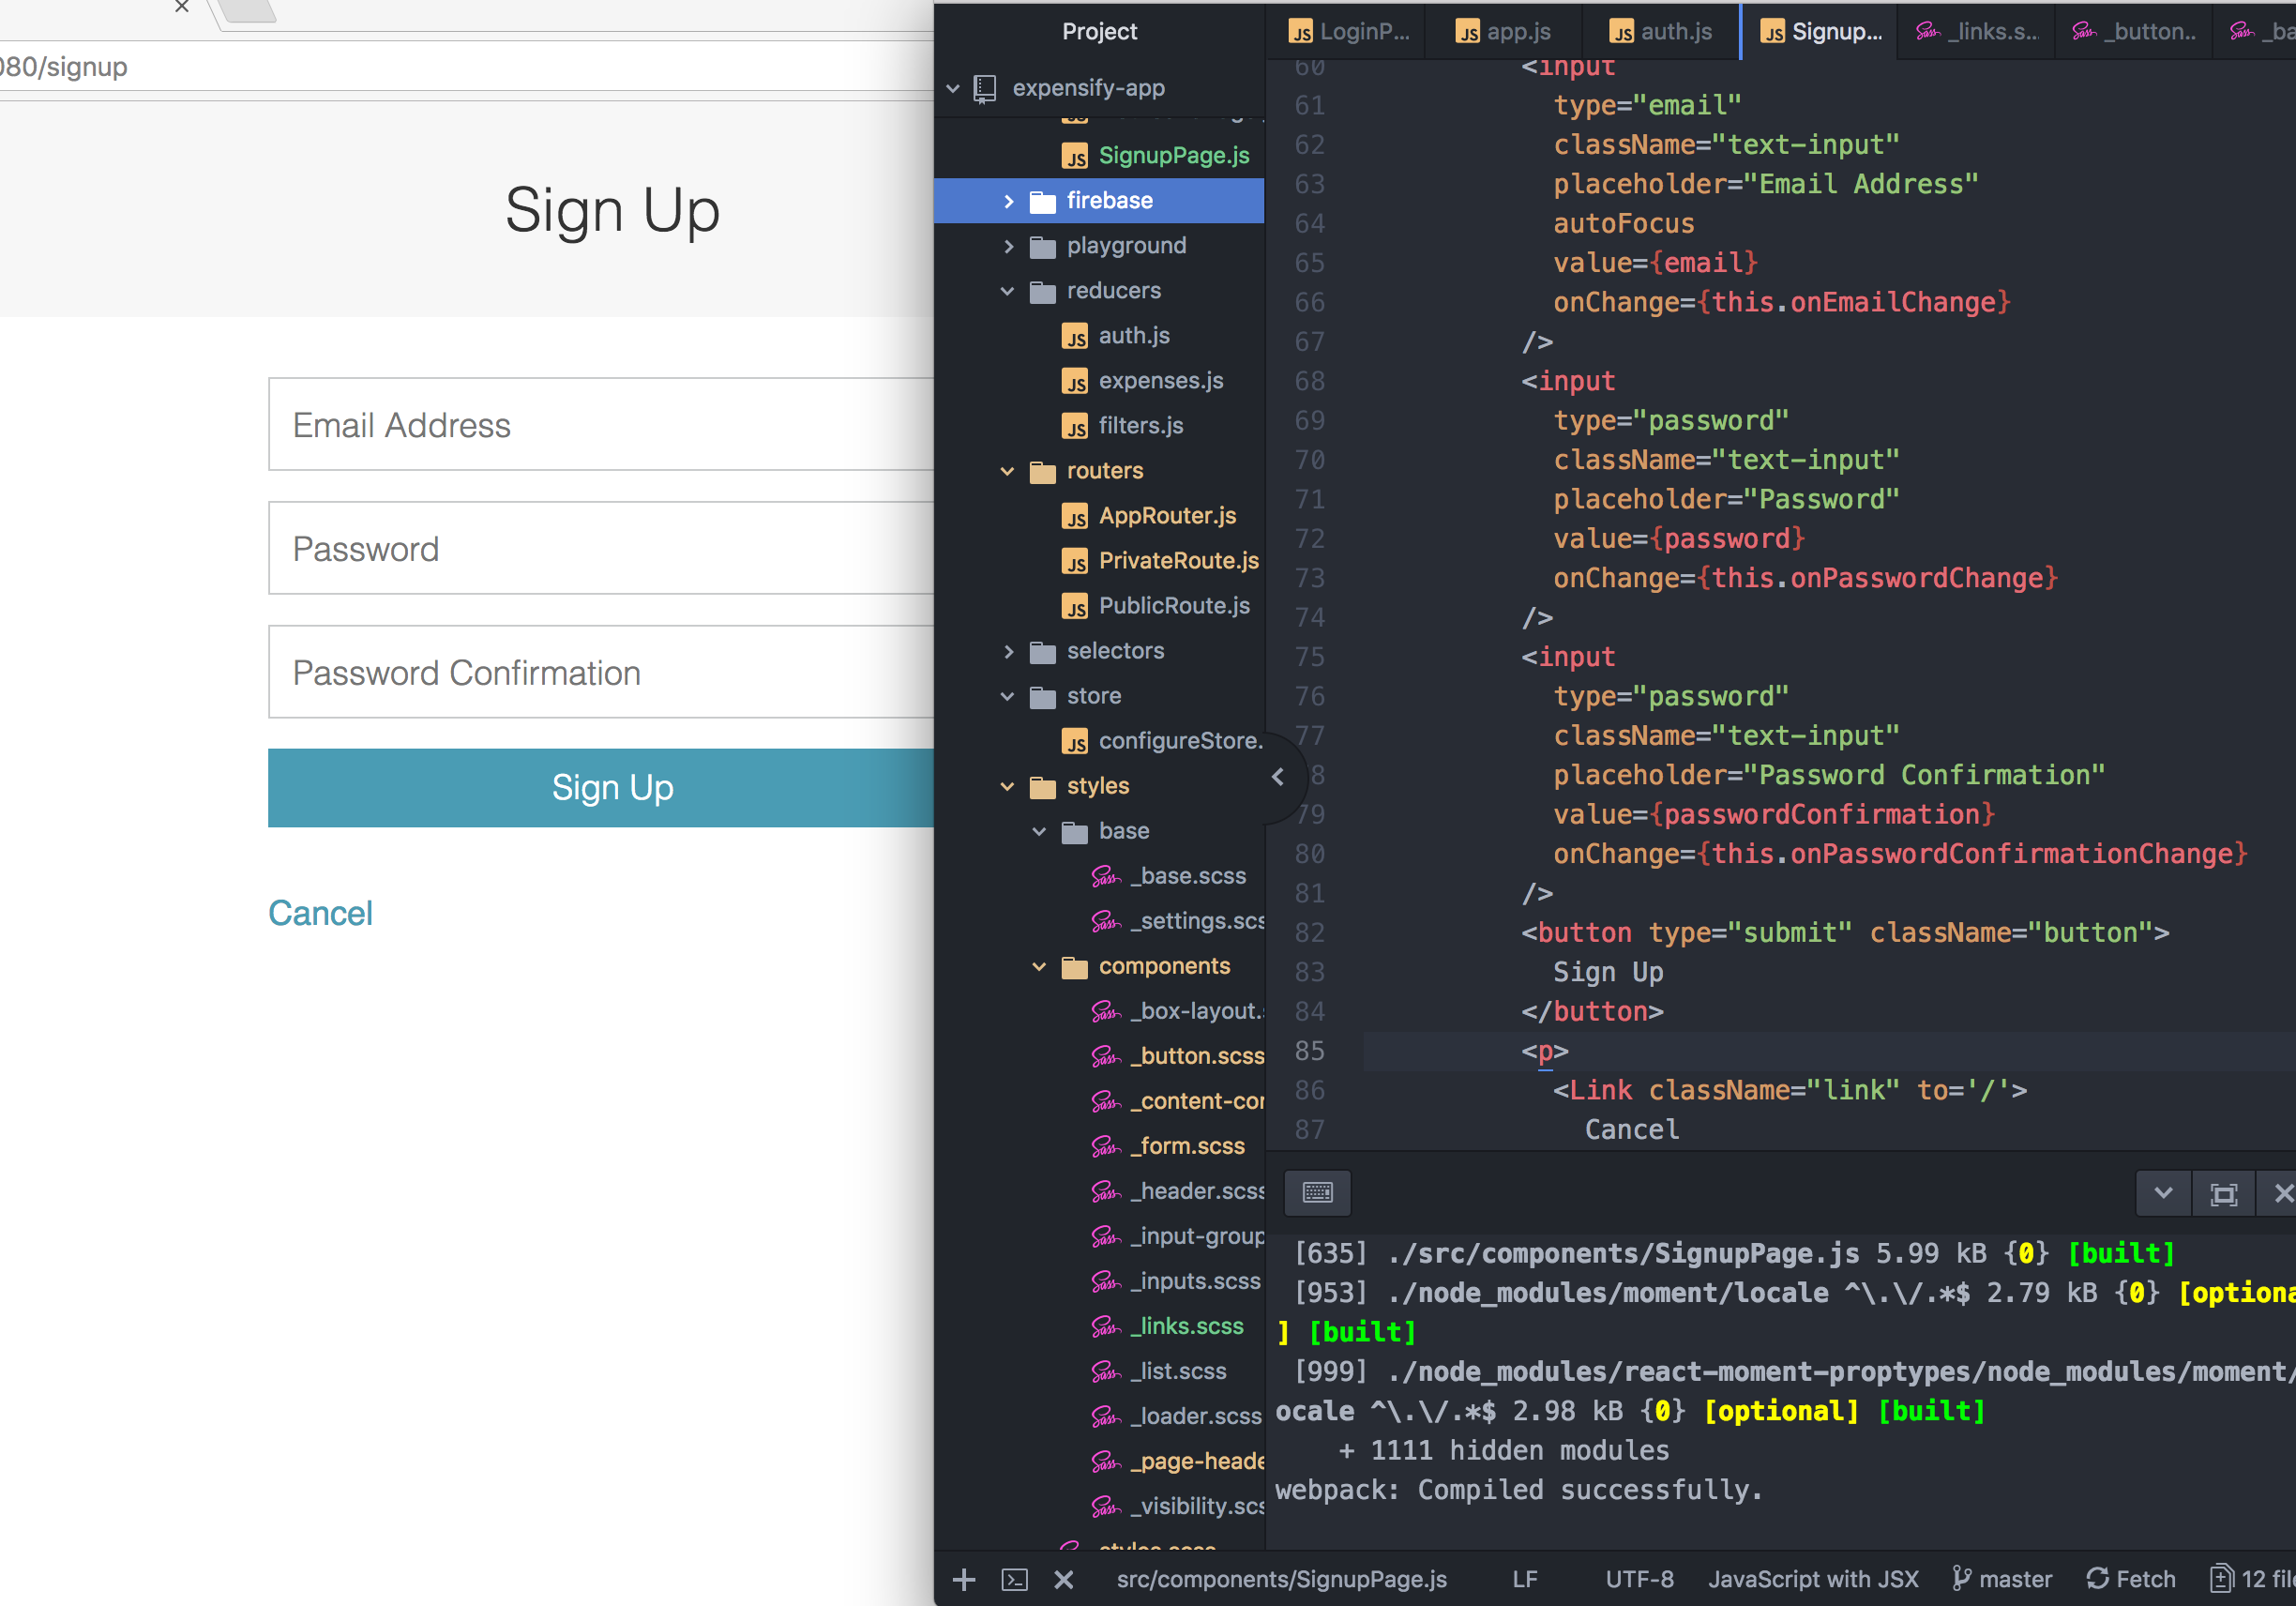 080/signup
Sign Up
Email Address
Password
Password Confirmation
Sign Up
Cancel
Project
expensify-app
SignupPage.js
firebase
playground
reducers
auth.js
expenses.js
filters.js
routers
AppRouter.js
PrivateRoute.js
PublicRoute.js
selectors
store
configureStore.
styles
base
_base.scss
_settings.scs
components
_box-layout.
_button.scss
_content-cor
_form.scss
_header.scss
_input-group
_inputs.scss
_links.scss
_list.scss
_loader.scss
_page-heade
_visibility.scs
styles.scss
LoginP... app.js auth.js Signup... _links.s... _button.. _ba
60 <input
61 type="email"
62 className="text-input"
63 placeholder="Email Address"
64 autoFocus
65 value={email}
66 onChange={this.onEmailChange}
67 />
68 <input
69 type="password"
70 className="text-input"
71 placeholder="Password"
72 value={password}
73 onChange={this.onPasswordChange}
74 />
75 <input
76 type="password"
77 className="text-input"
8 placeholder="Password Confirmation"
79 value={passwordConfirmation}
80 onChange={this.onPasswordConfirmationChange}
81 />
82 <button type="submit" className="button">
83 Sign Up
84 </button>
85 <p>
86 <Link className="link" to='/'>
87 Cancel
[635] ./src/components/SignupPage.js 5.99 kB {0} [built]
[953] ./node_modules/moment/locale ^\.\/.*$ 2.79 kB {0} [optiona
] [built]
[999] ./node_modules/react-moment-proptypes/node_modules/moment/
ocale ^\.\/.*$ 2.98 kB {0} [optional] [built]
+ 1111 hidden modules
webpack: Compiled successfully.
src/components/SignupPage.js LF UTF-8 JavaScript with JSX master Fetch 12 file